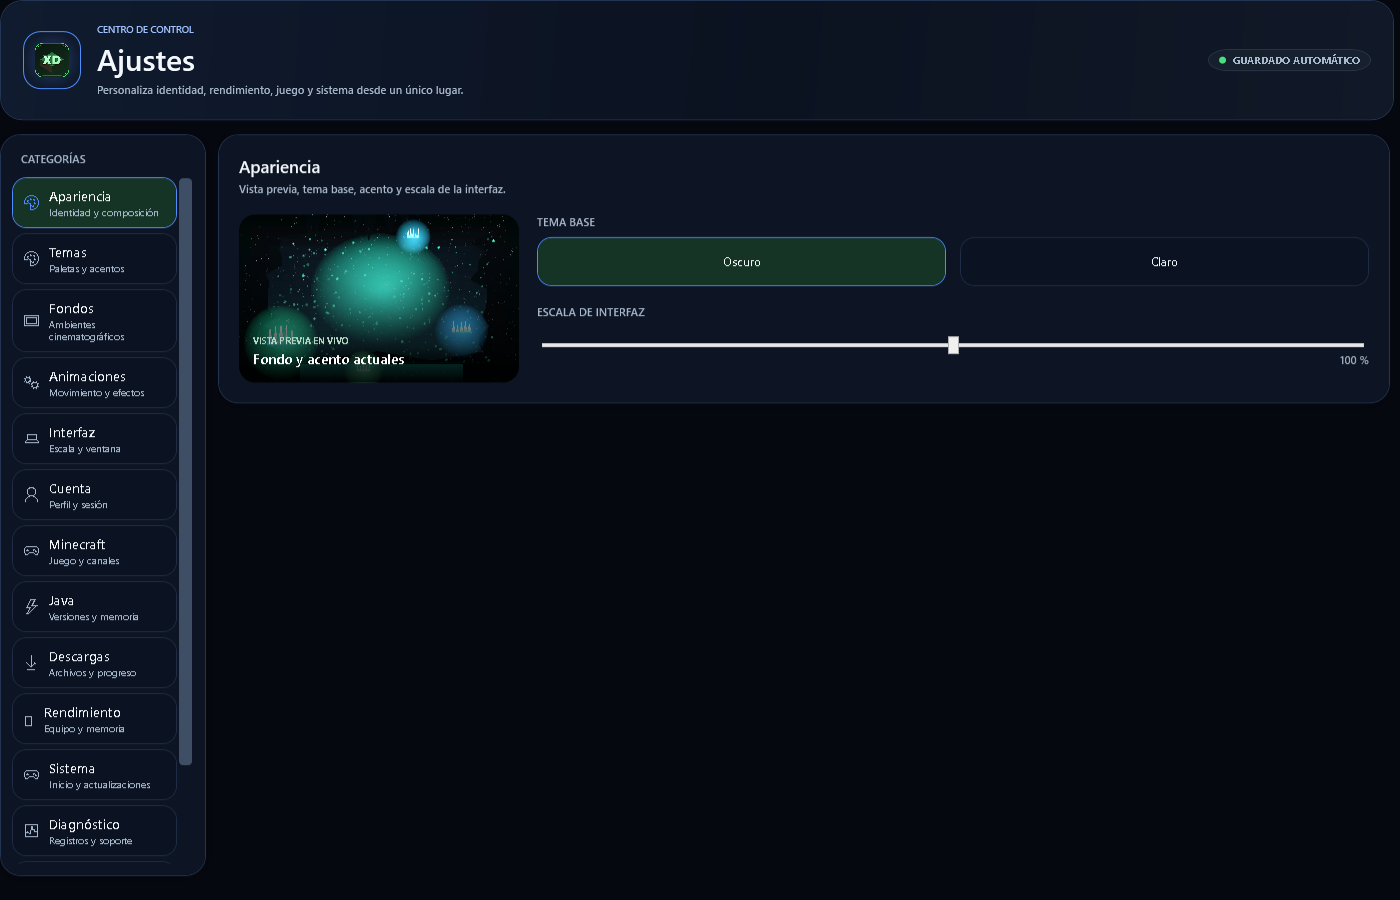 XD
CENTRO DE CONTROL
Ajustes
Personaliza identidad, rendimiento, juego y sistema desde un único lugar.
GUARDADO AUTOMÁTICO
CATEGORÍAS
Apariencia
Identidad y composición
Temas
Paletas y acentos
Fondos
Ambientes
cinematográficos
Animaciones
Movimiento y efectos
Interfaz
Escala y ventana
Cuenta
Perfil y sesión
Minecraft
Juego y canales
Java
Versiones y memoria
Descargas
Archivos y progreso
Rendimiento
Equipo y memoria
Sistema
Inicio y actualizaciones
Diagnóstico
Registros y soporte
Apariencia
Vista previa, tema base, acento y escala de la interfaz.
VISTA PREVIA EN VIVO
Fondo y acento actuales
TEMA BASE
Oscuro
Claro
ESCALA DE INTERFAZ
100 %